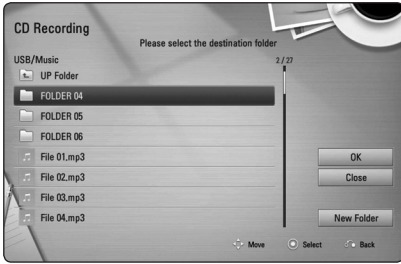 CD Recording
Please select the destination folder
USB/Music
2 / 27
UP Folder
FOLDER 04
FOLDER 05
FOLDER 06
File 01.mp3
File 02.mp3
File 03.mp3
File 04.mp3
OK
Close
New Folder
Move Select Back